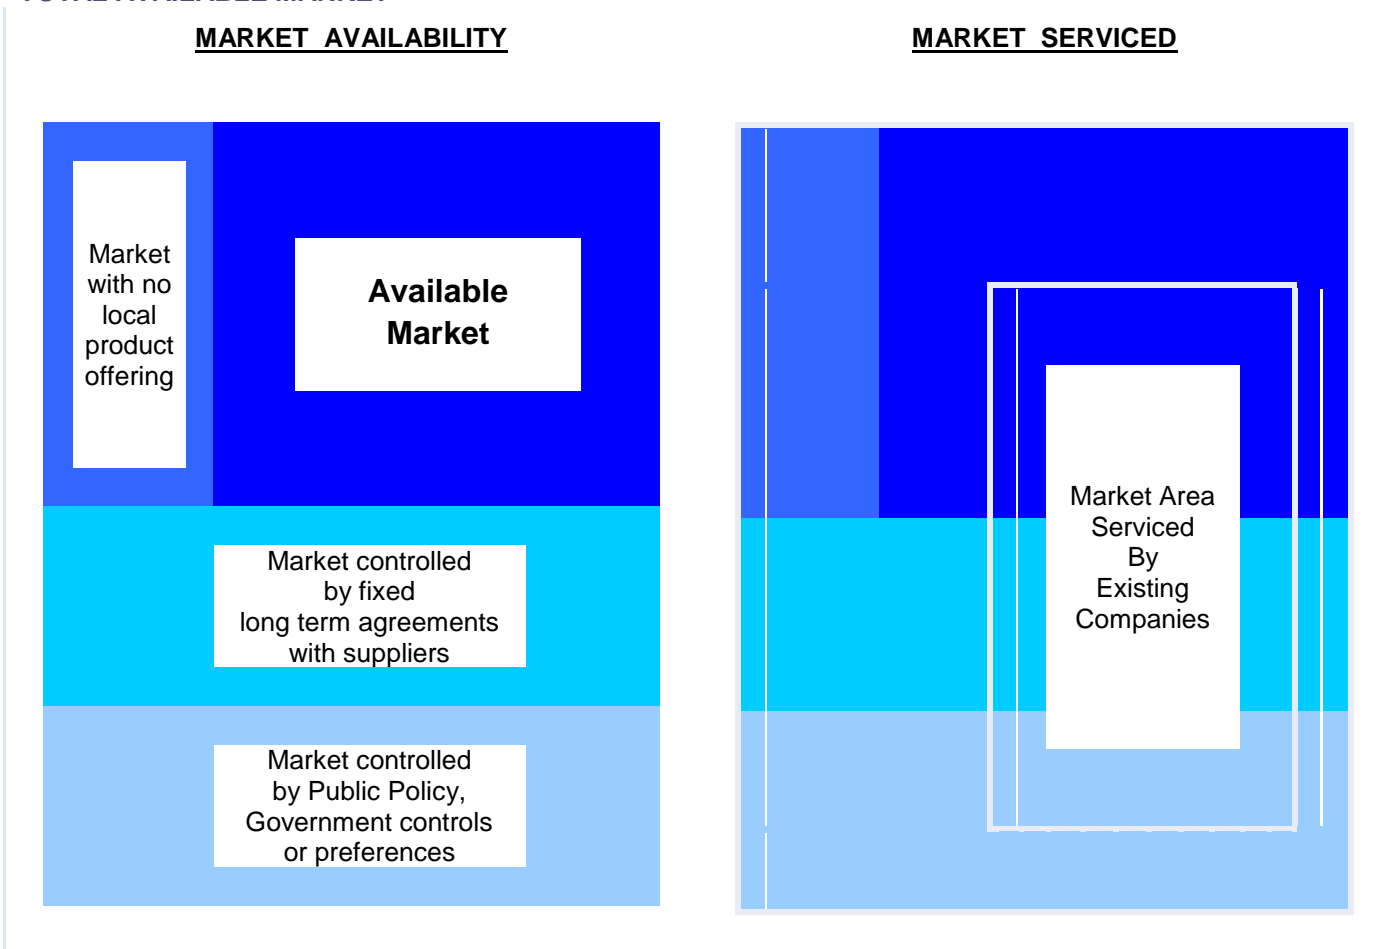 MARKET AVAILABILITY
MARKET SERVICED
Market
with no
local
product
offering
Available
Market
Market controlled
by fixed
long term agreements
with suppliers
Market controlled
by Public Policy,
Government controls
or preferences
Market Area
Serviced
By
Existing
Companies